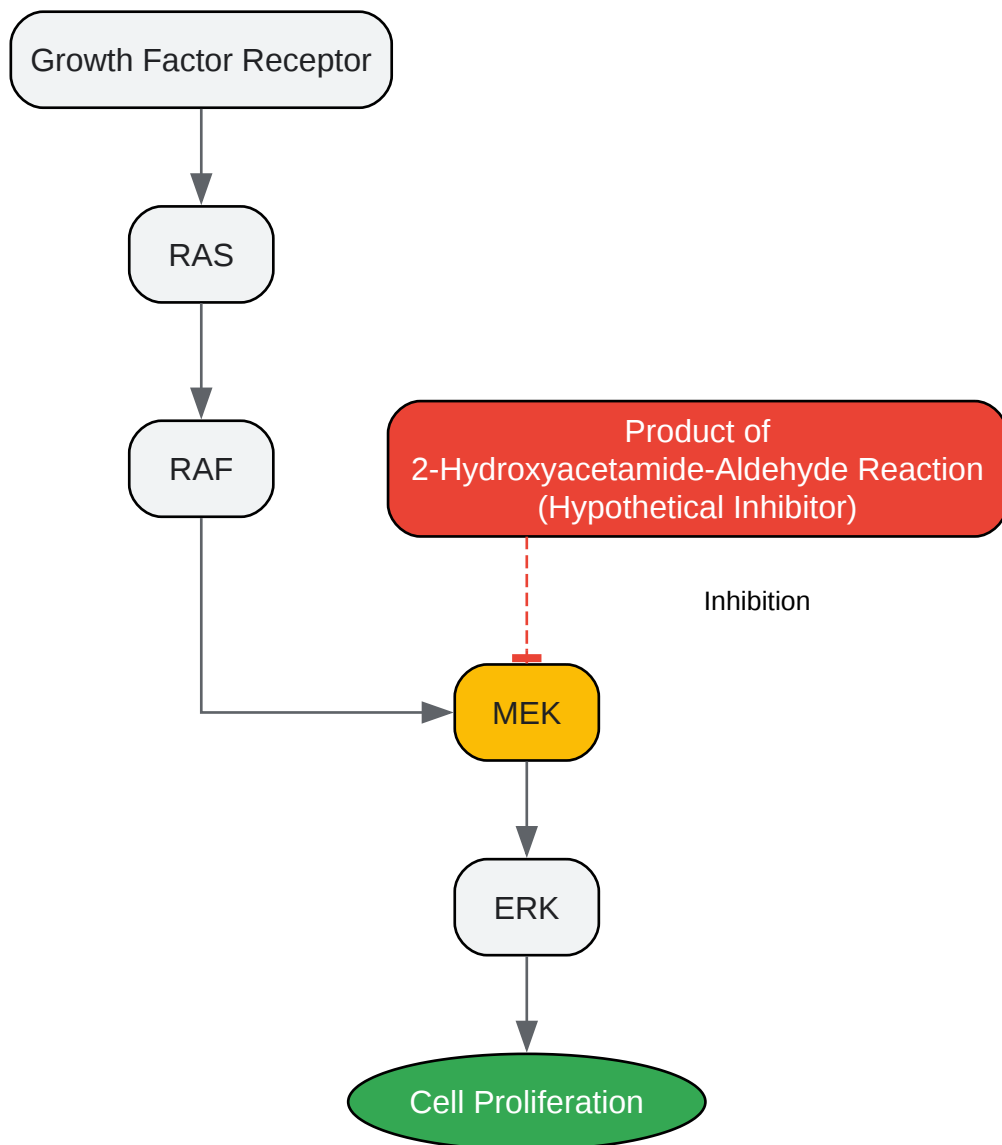 Growth Factor Receptor
RAS
RAF
Product of
2-Hydroxyacetamide-Aldehyde Reaction
(Hypothetical Inhibitor)
Inhibition
MEK
ERK
Cell Proliferation